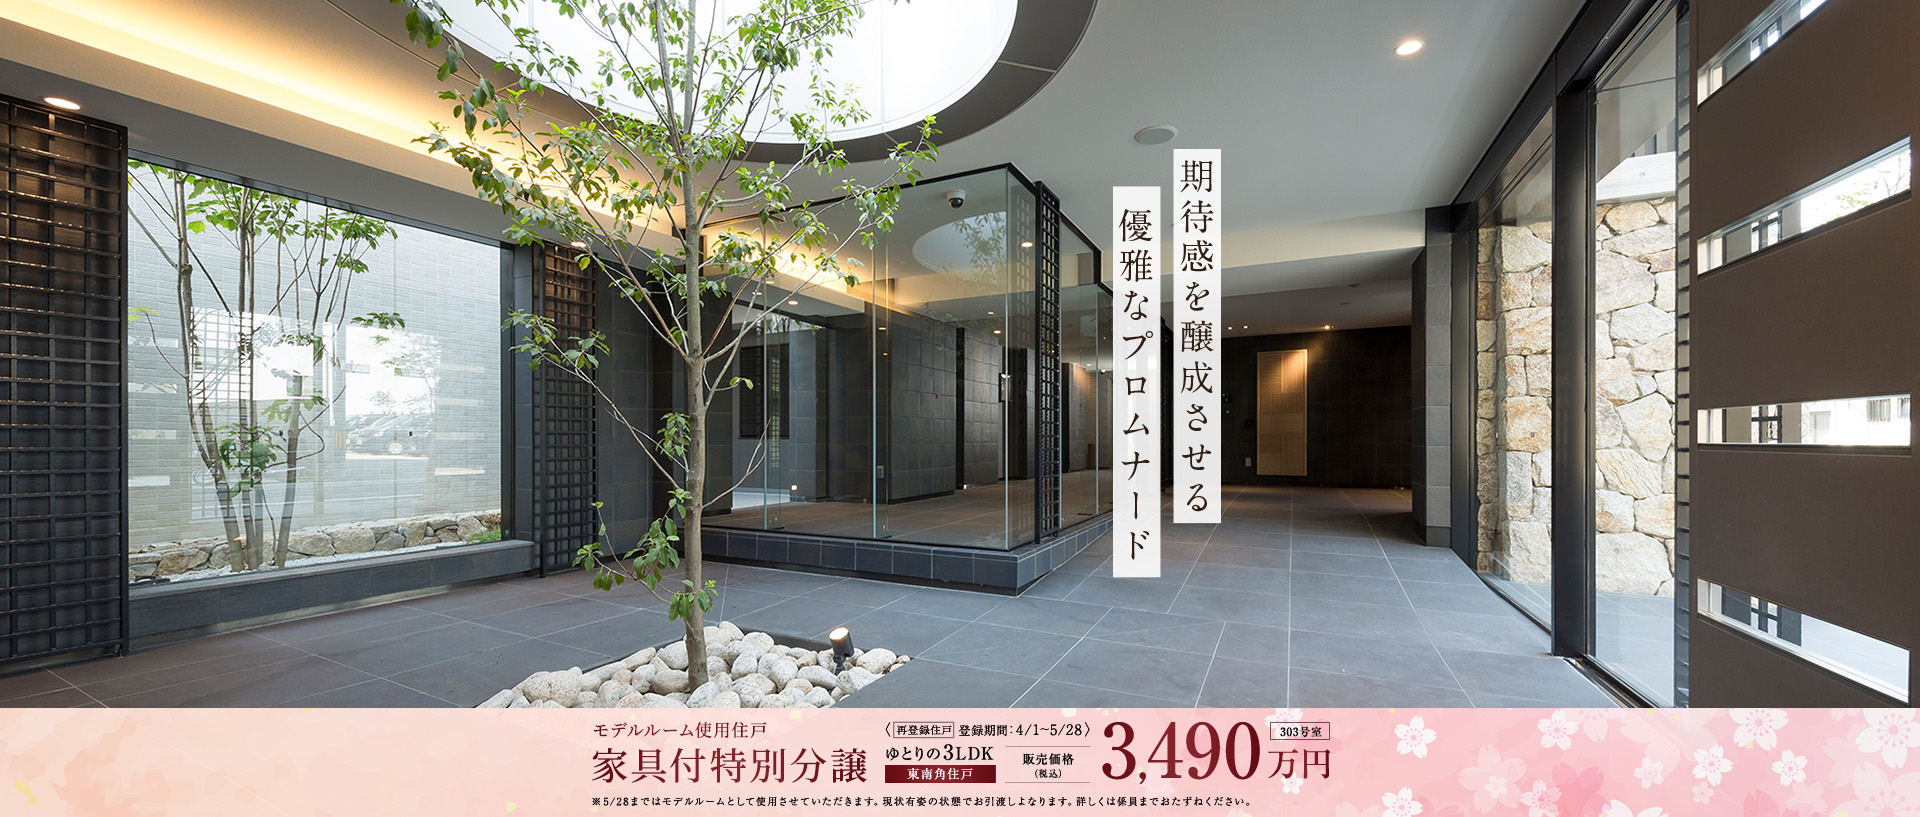 期待感を醸成させる
優雅なプロムナード
モデルルーム使用住戸
家具付特別分譲
〈再登録住戸 登録期間：4/1~5/28〉
ゆとりの3LDK
東南角住戸
販売価格
(税込)
3,490万円
303号室
※5/28まではモデルルームとして使用させていただきます。現状有姿の状態でお引渡しよなります。詳しくは係員までおたずねください。